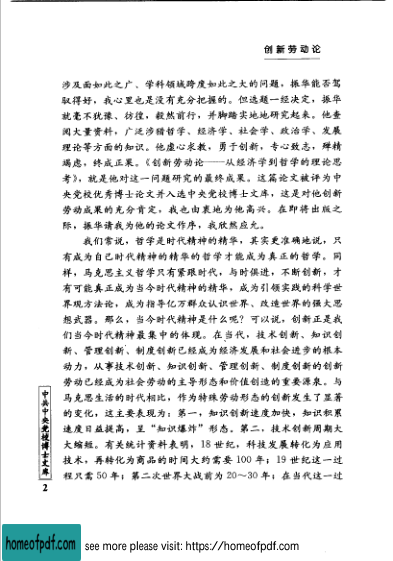 创新劳动论
涉及面如此之广、学科领域跨度如此之大的问题，振华能否驾
驭得好，我心里也是没有充分把握的。但选题一经决定，振华
就毫不犹豫、彷徨，毅然前行，并脚踏实地地研究起来。他查
阅大量资料，广泛涉猎哲学、经济学、社会学、政治学、发展
理论等方面的知识。他虚心求教，勇于创新，专心致志，殚精
竭虑，终成正果。《创新劳动论——从经济学到哲学的理论思
考》，就是他对这一问题研究的最终成果。这篇论文被评为中
央党校优秀博士论文并入选中央党校博士文库，这是对他创新
劳动成果的充分肯定，我也由衷地为他高兴。在即将出版之
际，振华请我为他的论文作序，我欣然应允。
我们常说，哲学是时代精神的精华，其实更准确地说，只
有成为自己时代精神的精华的哲学才能成为真正的哲学。同
样，马克思主义哲学只有紧跟时代，与时俱进，不断创新，才
有可能真正成为当今时代精神的精华，成为引领实践的科学世
界观方法论，成为指导亿万群众认识世界、改造世界的强大思
想武器。那么，当今时代精神是什么呢？可以说，创新正是我
们当今时代精神最集中的体现。在当代，技术创新、知识创
新、管理创新、制度创新已经成为经济发展和社会进步的根本
动力，从事技术创新、知识创新、管理创新、制度创新的创新
劳动已经成为社会劳动的主导形态和价值创造的重要源泉。与
马克思生活的时代相比，作为特殊劳动形态的创新发生了显著
的变化，这主要表现为：第一，知识创新速度加快，知识积累
速度日益提高，呈“知识爆炸”形态。第二，技术创新周期大
大缩短。有关统计资料表明，18世纪，科技发展转化为应用
技术，再转化为商品的时间大约需要100年；19世纪这一过
程只需50年；第二次世界大战前为20～30年；在当代这一过
中共中央党校博士文库
2
homeofpdf.com
see more please visit: https://homeofpdf.com